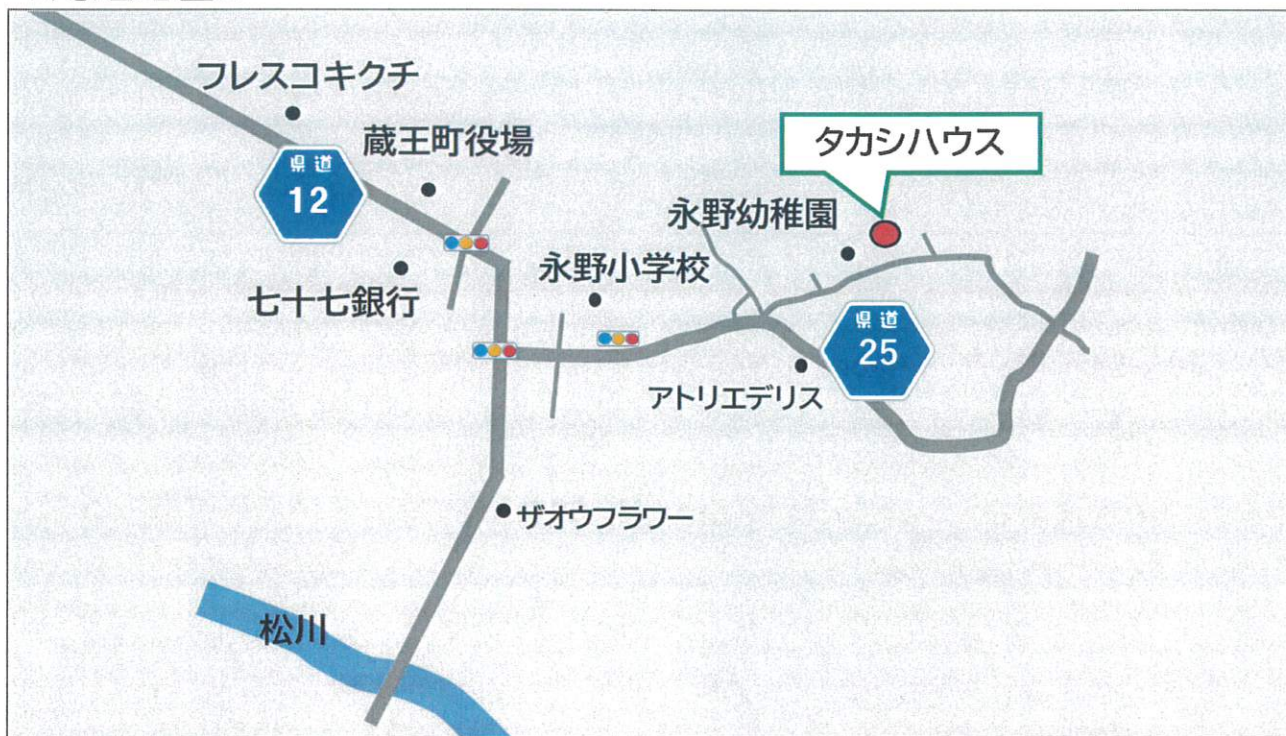 フレスコキクチ
蔵王町役場
タカシハウス
県道
12
永野幼稚園
永野小学校
七十七銀行
県道
25
アトリエデリス
ザオウフラワー
松川